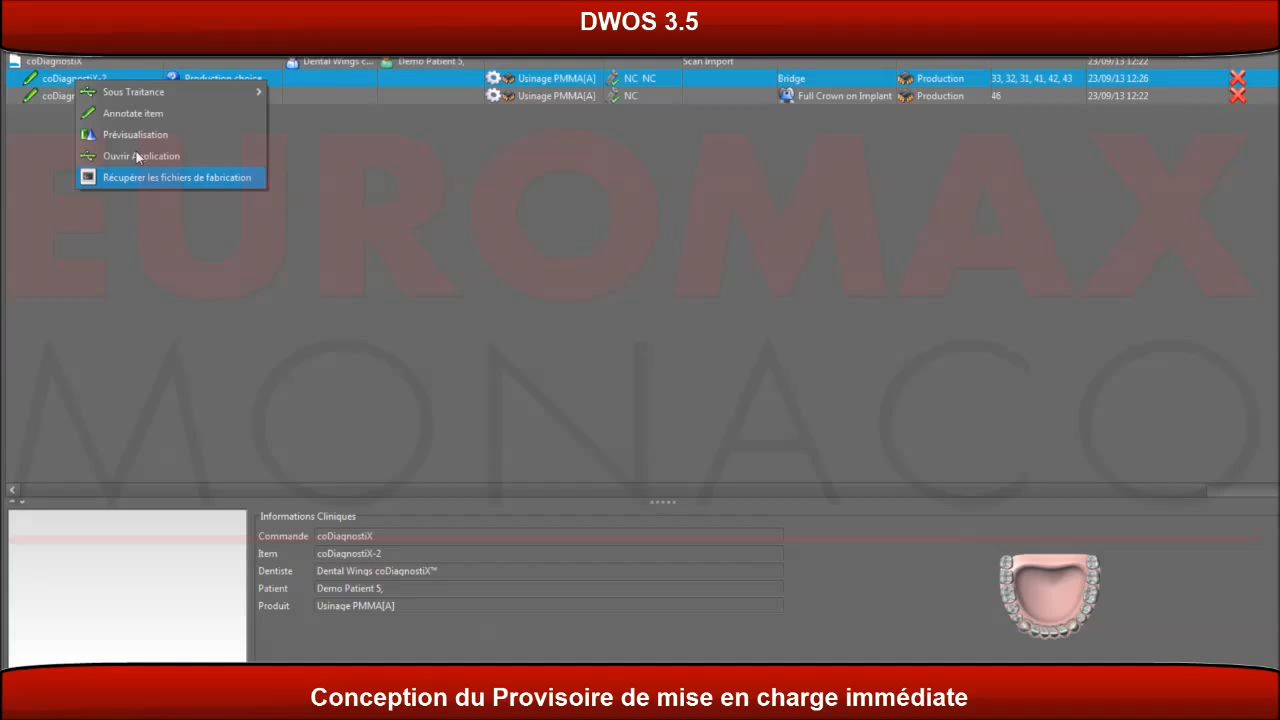 DWOS 3.5
coDiagnostiX Dental Wings c... Demo Patient 5, Scan Import 23/09/13 12:22
coDiagnostiX-2 Production choice Usinage PMMA[A] NC NC Bridge Production 33, 32, 31, 41, 42, 43 23/09/13 12:26
coDiag Usinage PMMA[A] NC Full Crown on Implant Production 46 23/09/13 12:22
Sous Traitance
Annotate item
Prévisualisation
Ouvrir Application
Récupérer les fichiers de fabrication
EUROMAX
MONACO
Informations Cliniques
Commande coDiagnostiX
Item coDiagnostiX-2
Dentiste Dental Wings coDiagnostiX™
Patient Demo Patient 5,
Produit Usinage PMMA[A]
Conception du Provisoire de mise en charge immédiate